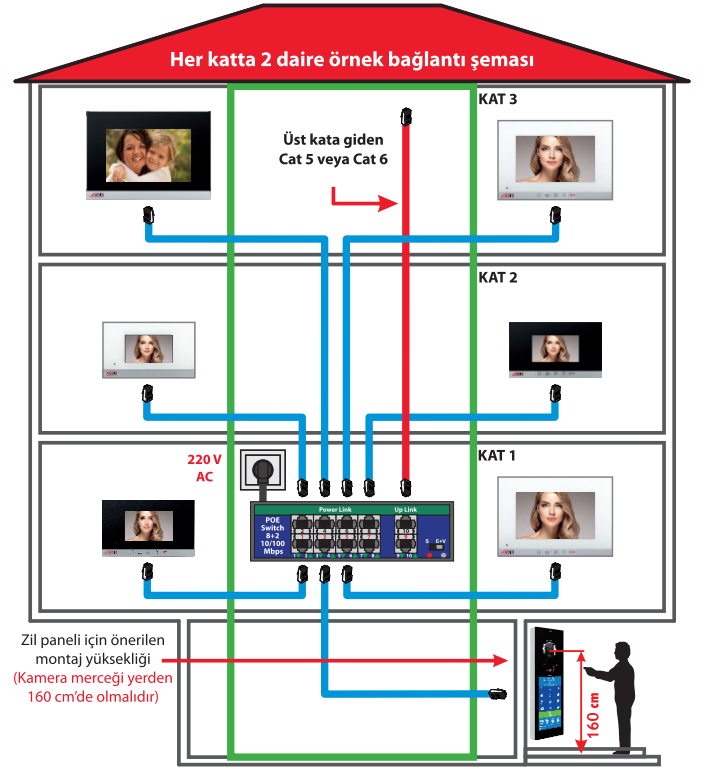 Her katta 2 daire örnek bağlantı şeması
KAT 3
Üst kata giden
Cat 5 veya Cat 6
KAT 2
KAT 1
220 V
AC
Power Link
Up Link
POE
Switch
8+2
10/100
Mbps
S E+V
1 2 3 4 5 6 7 8 9 10
Zil paneli için önerilen
montaj yüksekliği
(Kamera merceği yerden
160 cm'de olmalıdır)
160 cm